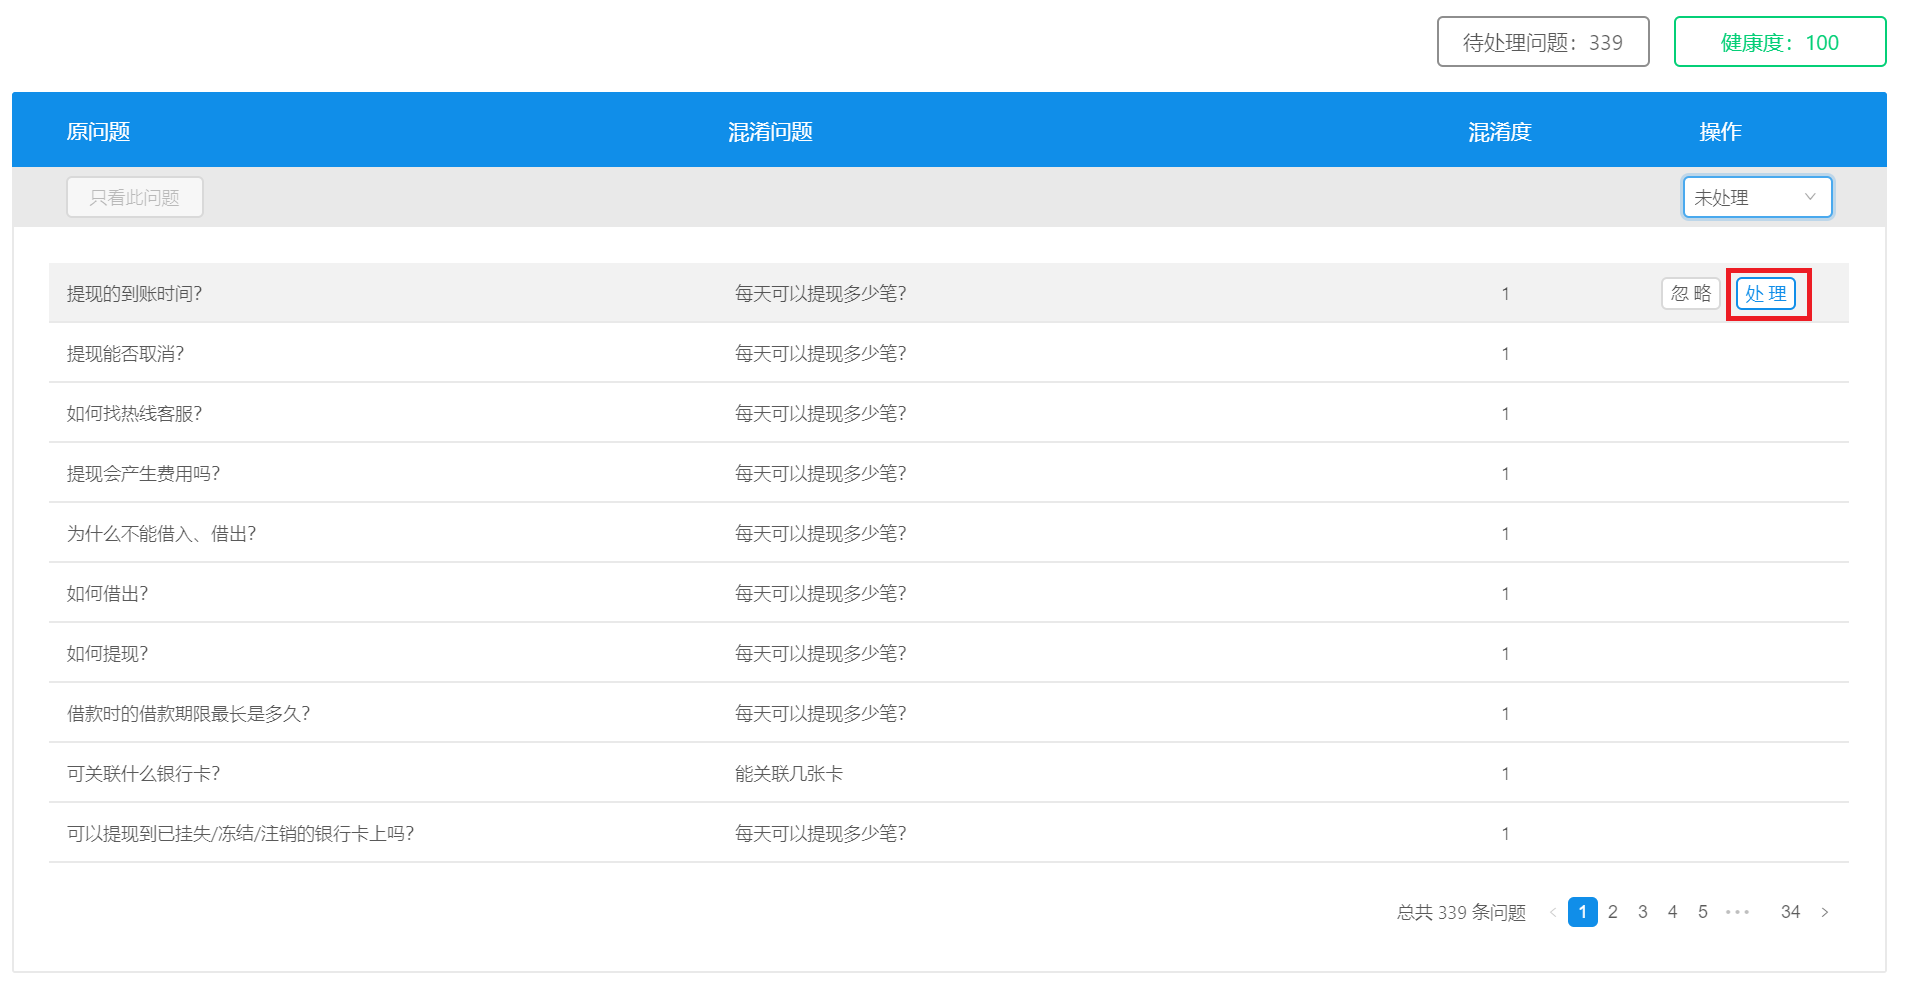 待处理问题：339 健康度：100
原问题 混淆问题 混淆度 操作
只看此问题 未处理
提现的到账时间？ 每天可以提现多少笔？ 1 忽 略 处 理
提现能否取消？ 每天可以提现多少笔？ 1
如何找热线客服？ 每天可以提现多少笔？ 1
提现会产生费用吗？ 每天可以提现多少笔？ 1
为什么不能借入、借出？ 每天可以提现多少笔？ 1
如何借出？ 每天可以提现多少笔？ 1
如何提现？ 每天可以提现多少笔？ 1
借款时的借款期限最长是多久？ 每天可以提现多少笔？ 1
可关联什么银行卡？ 能关联几张卡 1
可以提现到已挂失/冻结/注销的银行卡上吗？ 每天可以提现多少笔？ 1
总共 339 条问题 < 1 2 3 4 5 ••• 34 >